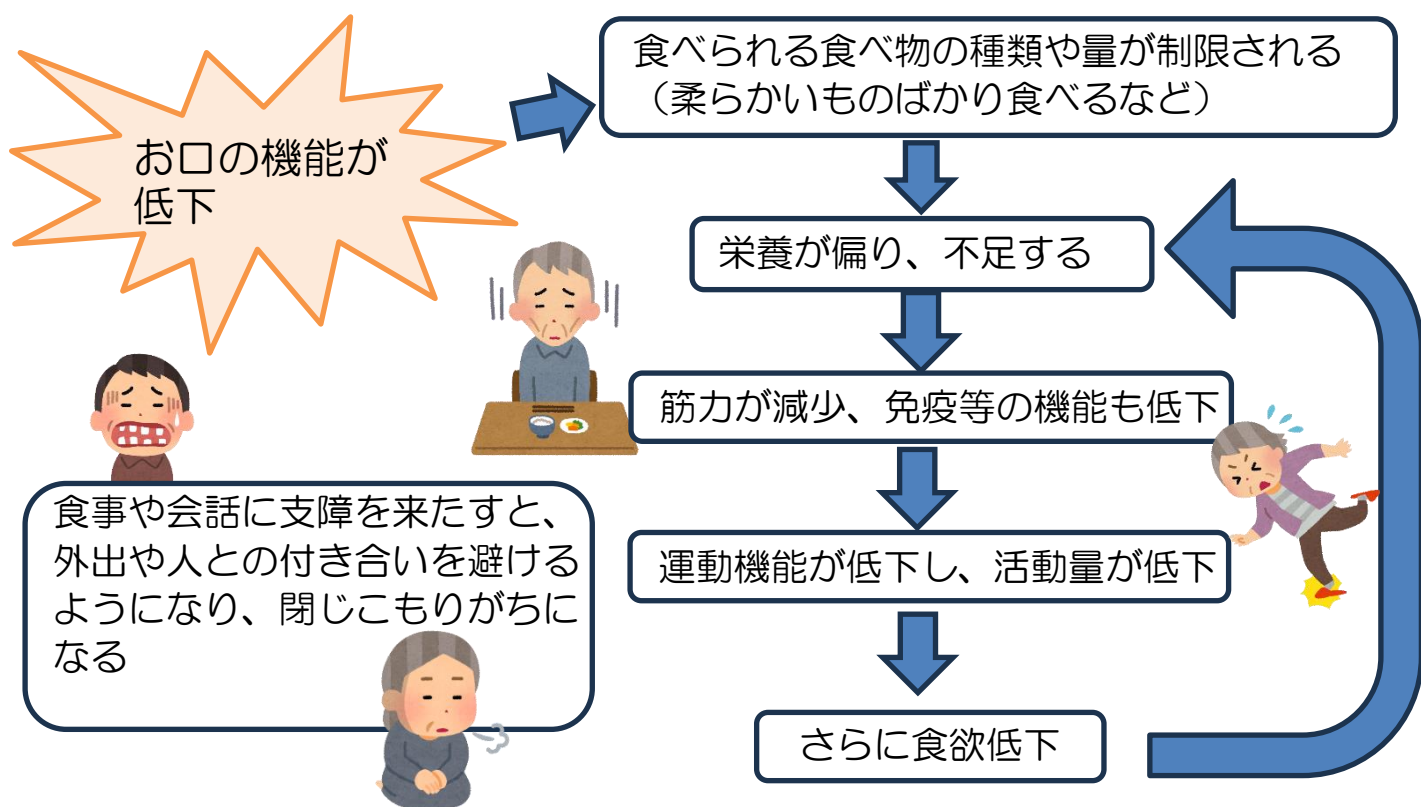 お口の機能が
低下
食べられる食べ物の種類や量が制限される
（柔らかいものばかり食べるなど）
栄養が偏り、不足する
筋力が減少、免疫等の機能も低下
運動機能が低下し、活動量が低下
さらに食欲低下
食事や会話に支障を来たすと、
外出や人との付き合いを避ける
ようになり、閉じこもりがちに
なる